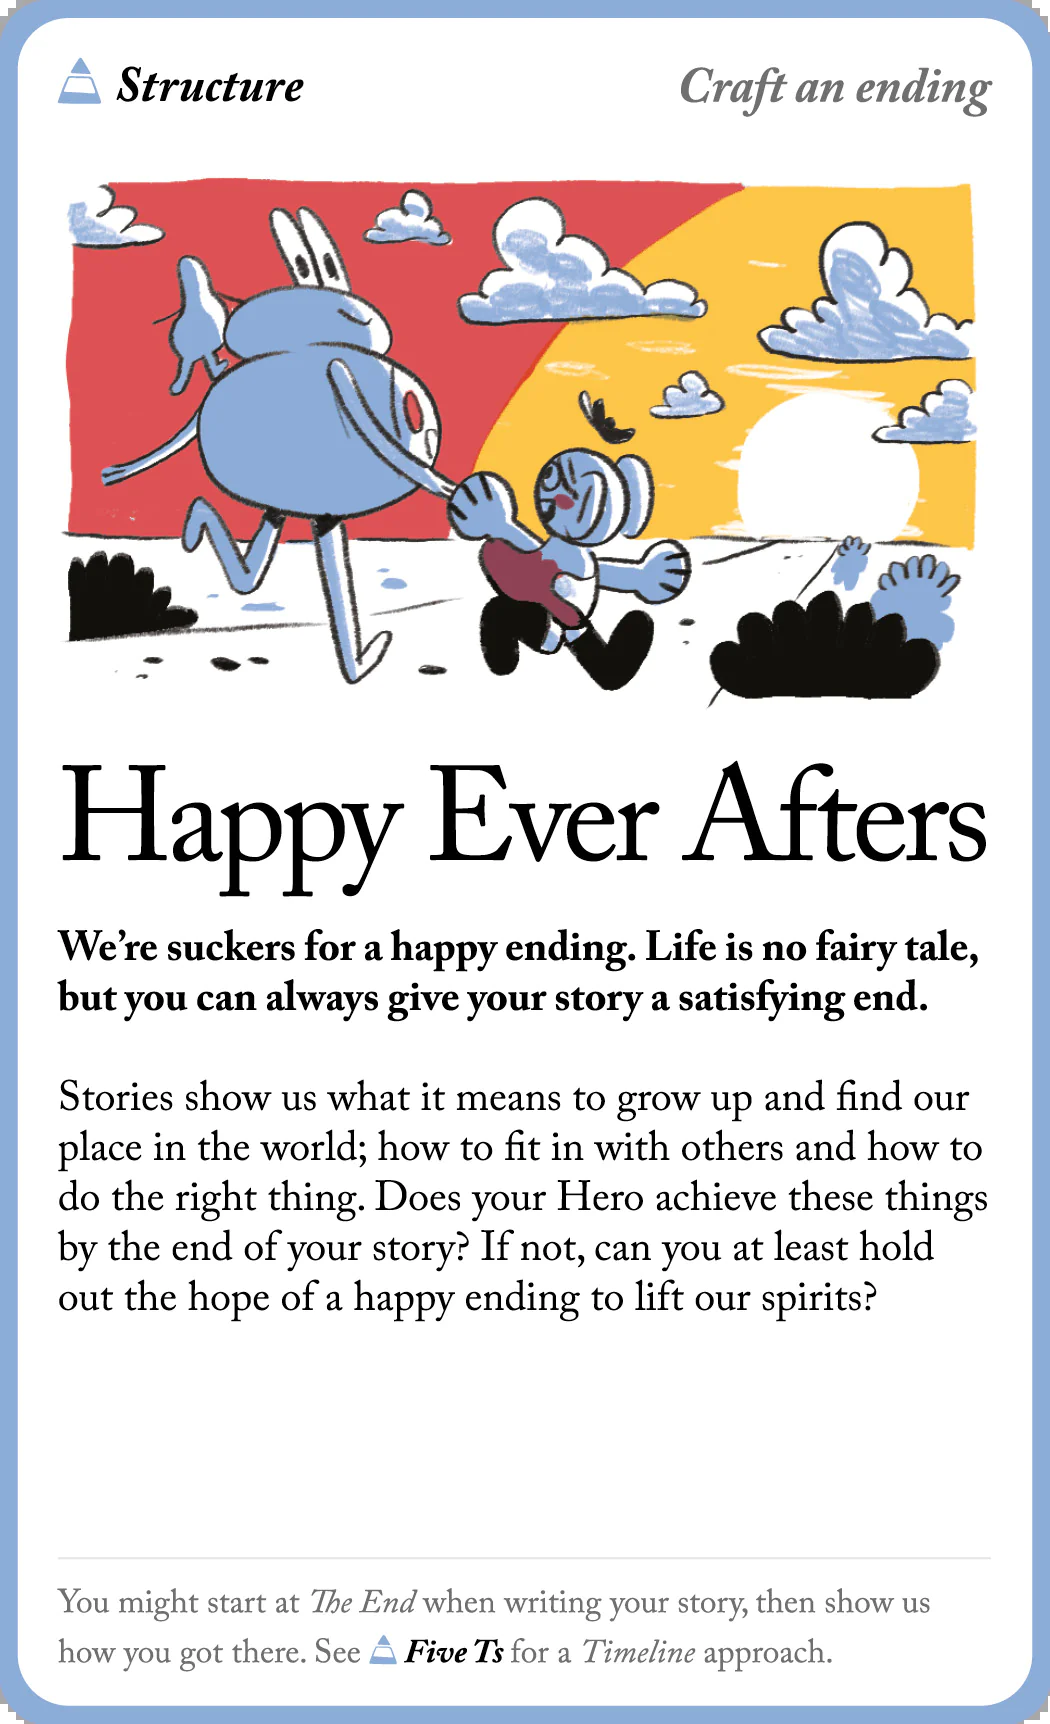 Structure
Craft an ending
Happy Ever Afters
We're suckers for a happy ending. Life is no fairy tale,
but you can always give your story a satisfying end.
Stories show us what it means to grow up and find our
place in the world; how to fit in with others and how to
do the right thing. Does your Hero achieve these things
by the end of your story? If not, can you at least hold
out the hope of a happy ending to lift our spirits?
You might start at The End when writing your story, then show us
how you got there. See Five Ts for a Timeline approach.